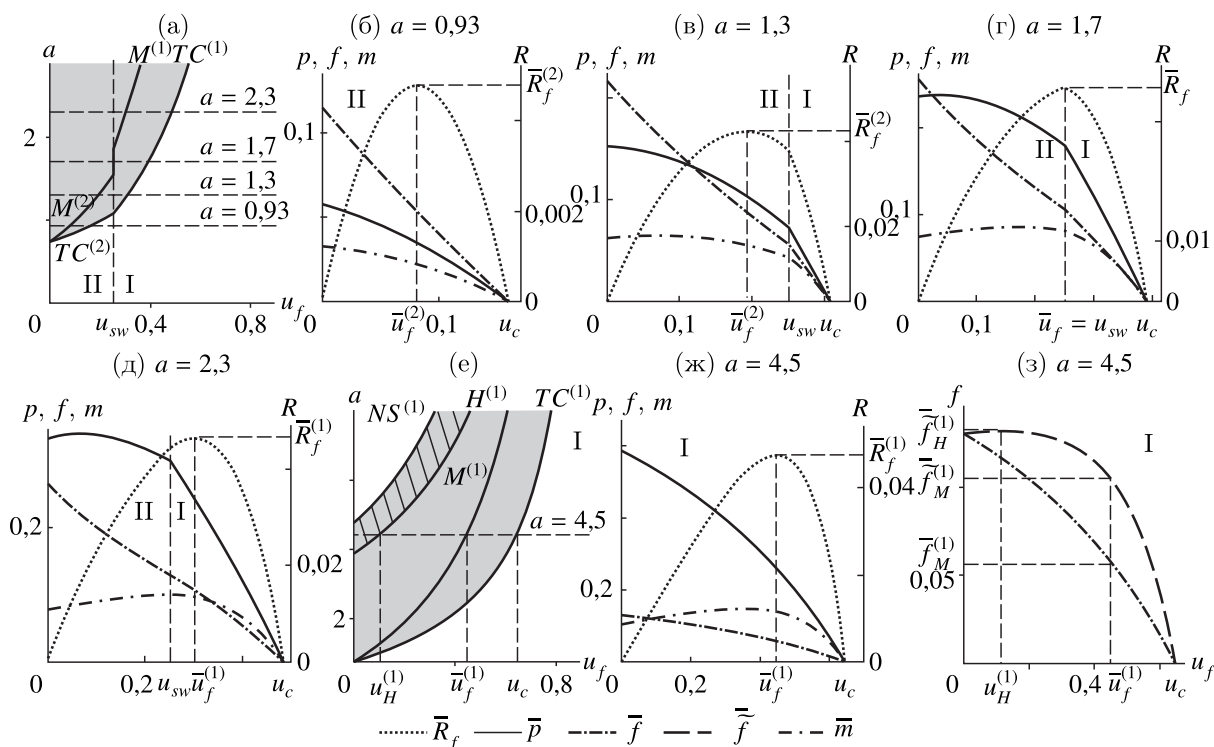 (а) (б) a = 0,93 (в) a = 1,3 (г) a = 1,7
a M⁽¹⁾ TC⁽¹⁾ p, f, m R p, f, m R p, f, m R
II R̄_f⁽²⁾ II I R̄_f
a = 2,3
2 0,1 R̄_f⁽²⁾
a = 1,7 II I
a = 1,3
M⁽²⁾ a = 0,93 0,002 0,1 0,02 0,1 0,01
TC⁽²⁾
II I
0 u_sw 0,4 0,8 u_f 0 ū_f⁽²⁾ 0,1 u_c 0 0 0,1 ū_f⁽²⁾ u_sw u_c 0 0 0,1 ū_f = u_sw u_c 0
(д) a = 2,3 (е) (ж) a = 4,5 (з) a = 4,5
p, f, m R a NS⁽¹⁾ H⁽¹⁾ TC⁽¹⁾ p, f, m R f
R̄_f⁽¹⁾ I I R̄_f⁽¹⁾ f̃̄_H⁽¹⁾ I
M⁽¹⁾ 0,04 f̃̄_M⁽¹⁾
0,2 II I a = 4,5
4
0,02 f̄_M⁽¹⁾
0,2 0,05
2
0 0,2 u_sw ū_f⁽¹⁾ u_c 0 0 u_H⁽¹⁾ ū_f⁽¹⁾ u_c 0,8 u_f 0 0,2 ū_f⁽¹⁾ u_c 0 0 u_H⁽¹⁾ 0,4 ū_f⁽¹⁾ u_c u_f
R̄_f p̄ f̄ f̃̄ m̄